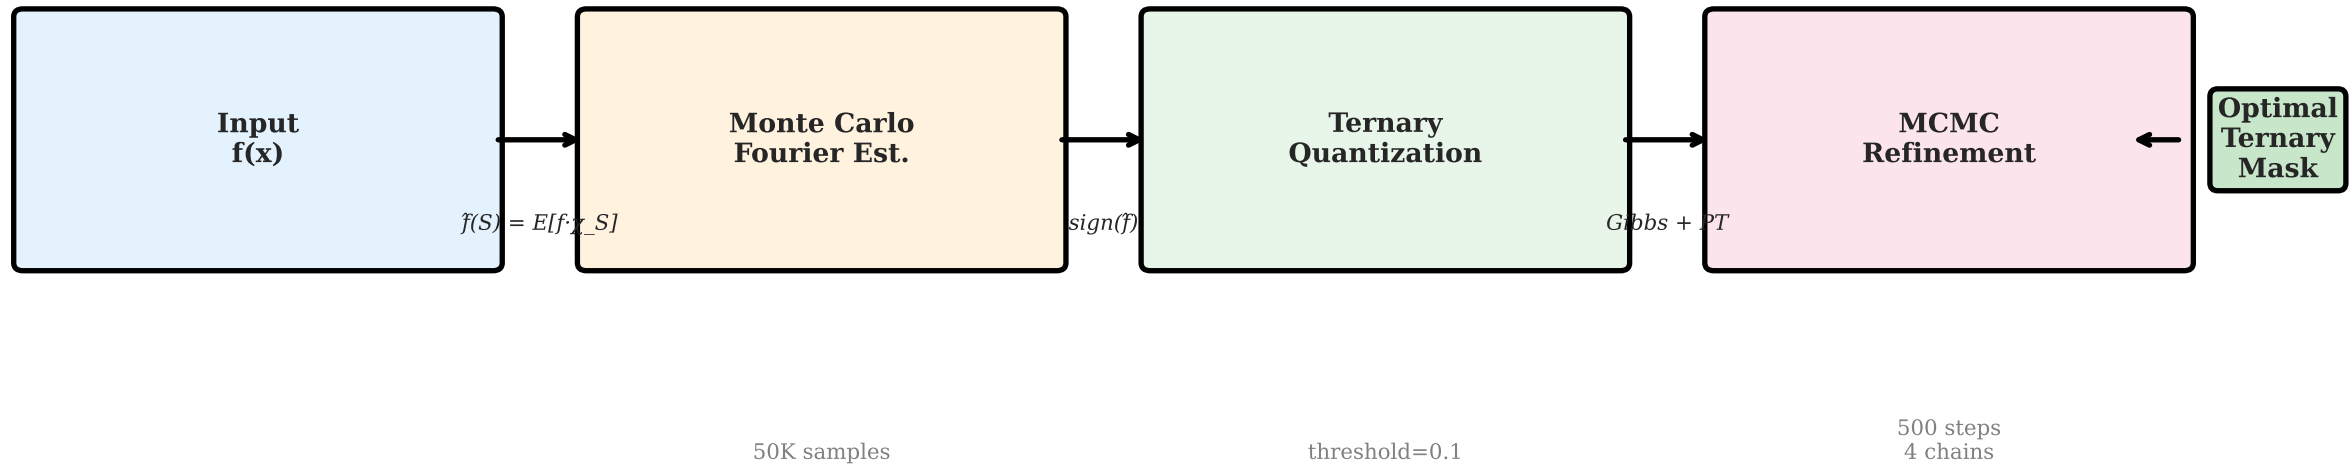 Input
f(x)
Monte Carlo
Fourier Est.
Ternary
Quantization
MCMC
Refinement
Optimal
Ternary
Mask
f̂(S) = E[f·χ_S]
sign(f̂)
Gibbs + PT
50K samples
threshold=0.1
500 steps
4 chains